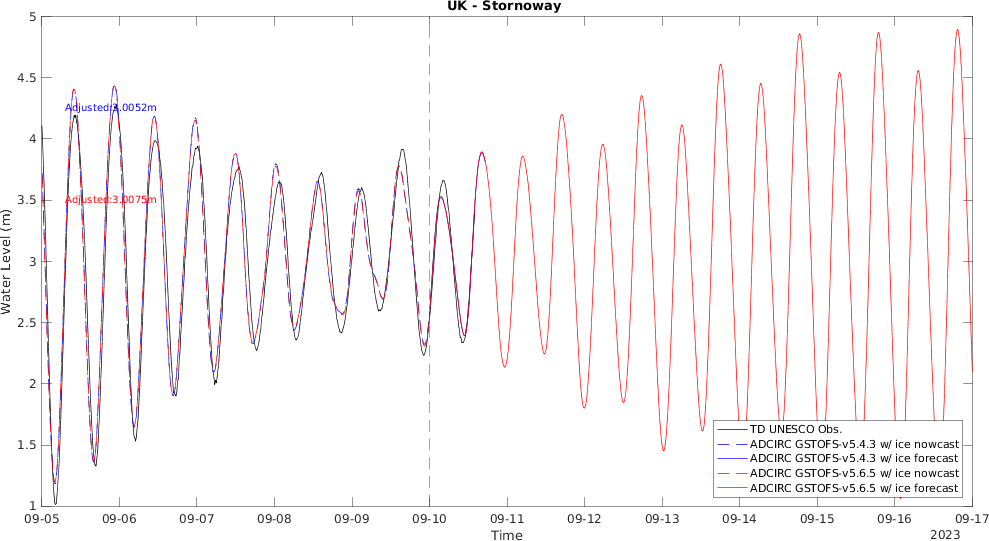 UK - Stornoway
5
4.5
4
3.5
3
2.5
2
1.5
1
Water Level (m)
Adjusted:3.0052m
Adjusted:3.0075m
TD UNESCO Obs.
ADCIRC GSTOFS-v5.4.3 w/ ice nowcast
ADCIRC GSTOFS-v5.4.3 w/ ice forecast
ADCIRC GSTOFS-v5.6.5 w/ ice nowcast
ADCIRC GSTOFS-v5.6.5 w/ ice forecast
09-05 09-06 09-07 09-08 09-09 09-10 09-11 09-12 09-13 09-14 09-15 09-16 09-17
Time
2023